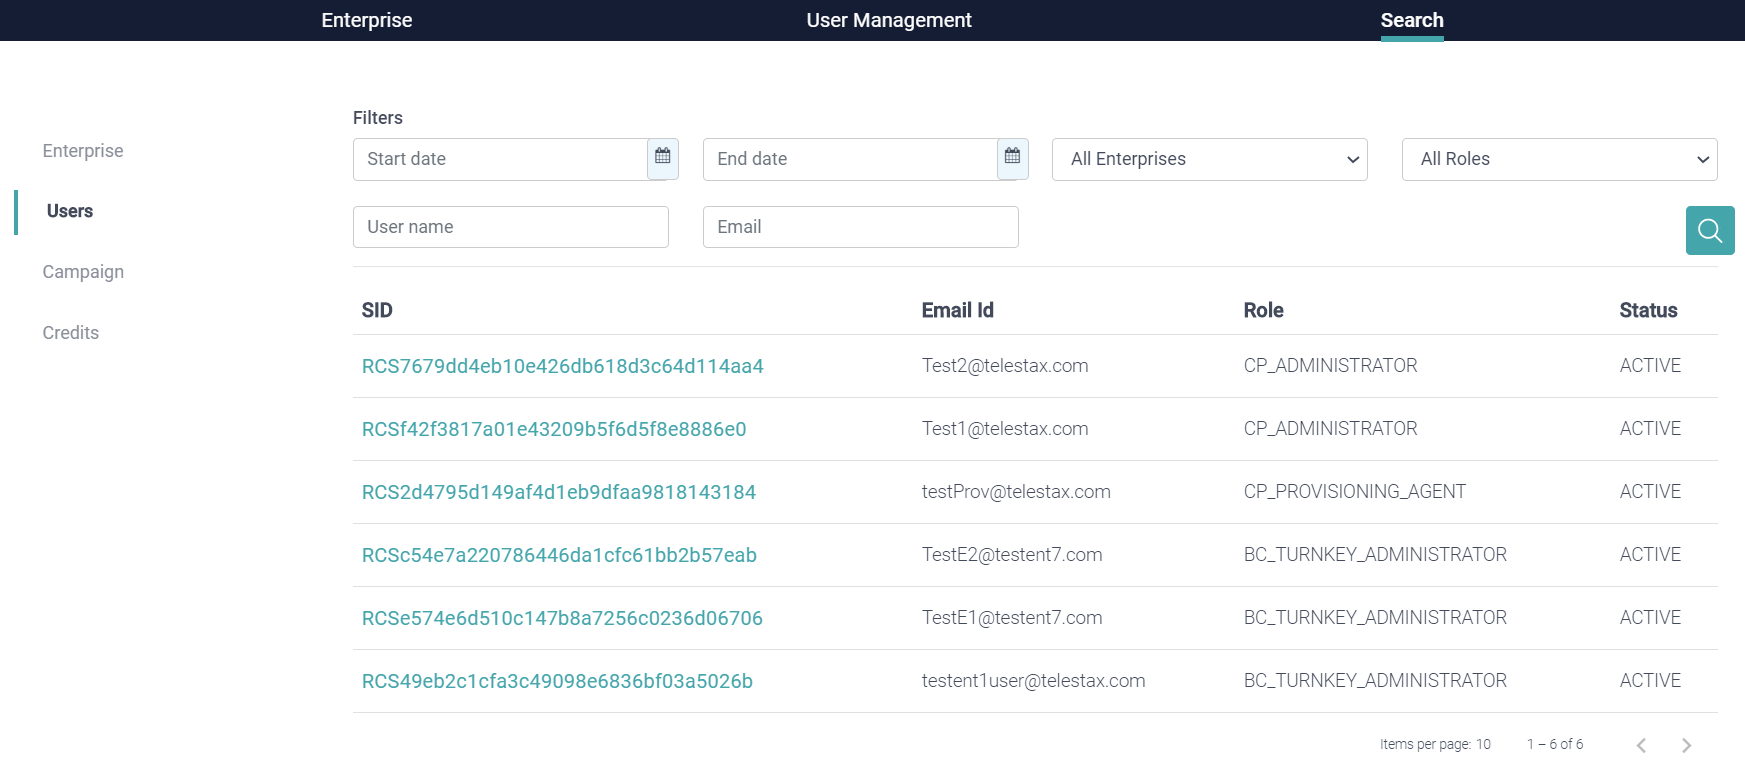 Enterprise User Management Search
Filters
Enterprise
Users
Campaign
Credits
Start date End date All Enterprises All Roles
User name Email
SID Email Id Role Status
RCS7679dd4eb10e426db618d3c64d114aa4 Test2@telestax.com CP_ADMINISTRATOR ACTIVE
RCSf42f3817a01e43209b5f6d5f8e8886e0 Test1@telestax.com CP_ADMINISTRATOR ACTIVE
RCS2d4795d149af4d1eb9dfaa9818143184 testProv@telestax.com CP_PROVISIONING_AGENT ACTIVE
RCSc54e7a220786446da1cfc61bb2b57eab TestE2@testent7.com BC_TURNKEY_ADMINISTRATOR ACTIVE
RCSe574e6d510c147b8a7256c0236d06706 TestE1@testent7.com BC_TURNKEY_ADMINISTRATOR ACTIVE
RCS49eb2c1cfa3c49098e6836bf03a5026b testent1user@telestax.com BC_TURNKEY_ADMINISTRATOR ACTIVE
Items per page: 10 1 – 6 of 6